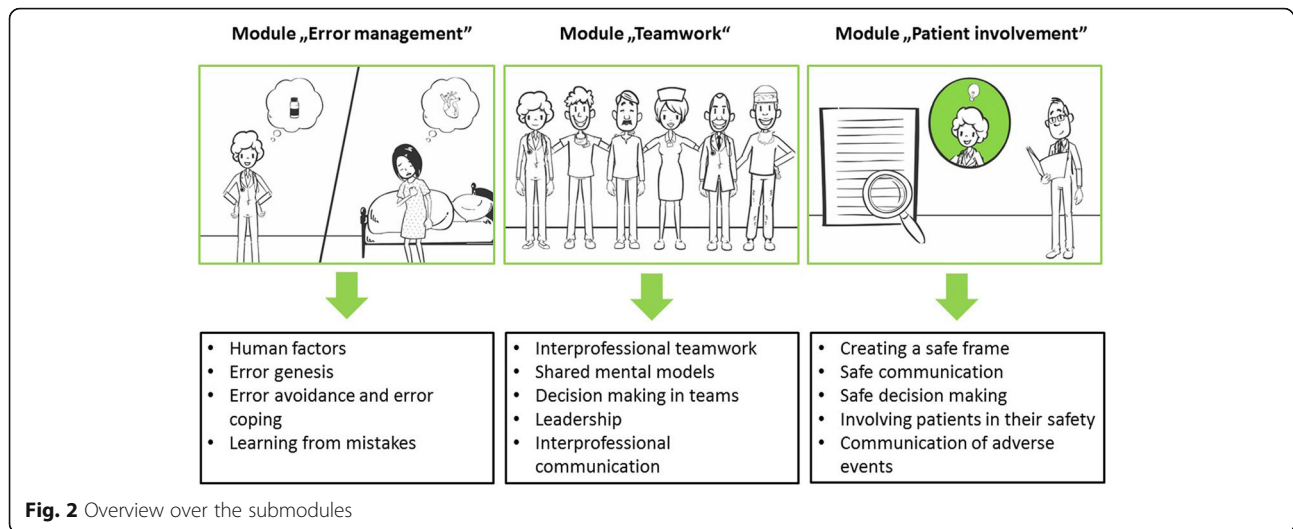 Module „Error management”
Module „Teamwork“
Module „Patient involvement”
• Human factors
• Error genesis
• Error avoidance and error
coping
• Learning from mistakes
• Interprofessional teamwork
• Shared mental models
• Decision making in teams
• Leadership
• Interprofessional
communication
• Creating a safe frame
• Safe communication
• Safe decision making
• Involving patients in their safety
• Communication of adverse
events
Fig. 2 Overview over the submodules